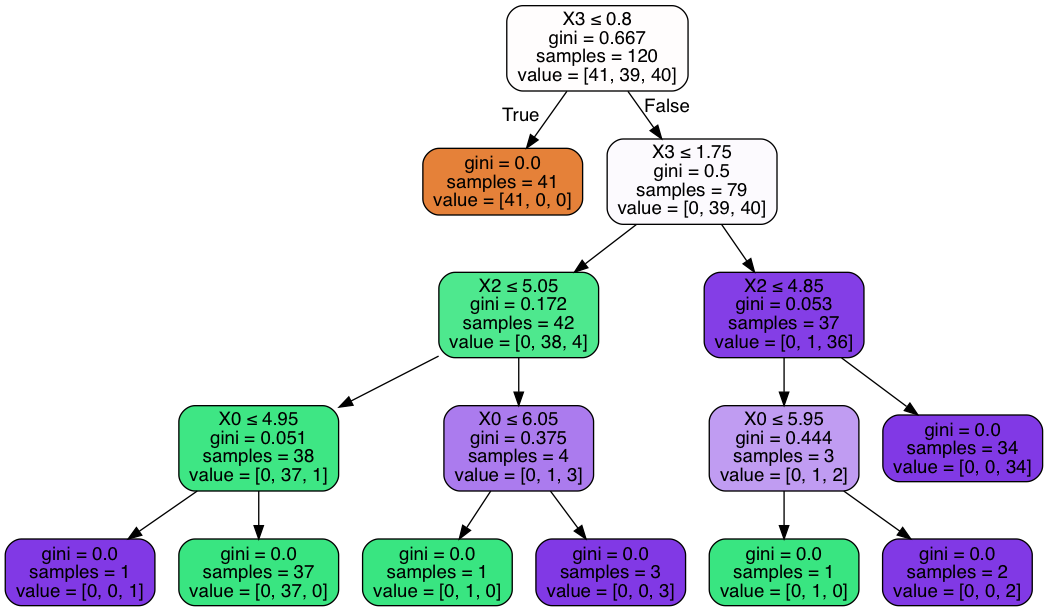 X3 ≤ 0.8
gini = 0.667
samples = 120
value = [41, 39, 40]
True
False
gini = 0.0
samples = 41
value = [41, 0, 0]
X3 ≤ 1.75
gini = 0.5
samples = 79
value = [0, 39, 40]
X2 ≤ 5.05
gini = 0.172
samples = 42
value = [0, 38, 4]
X2 ≤ 4.85
gini = 0.053
samples = 37
value = [0, 1, 36]
X0 ≤ 4.95
gini = 0.051
samples = 38
value = [0, 37, 1]
X0 ≤ 6.05
gini = 0.375
samples = 4
value = [0, 1, 3]
X0 ≤ 5.95
gini = 0.444
samples = 3
value = [0, 1, 2]
gini = 0.0
samples = 34
value = [0, 0, 34]
gini = 0.0
samples = 1
value = [0, 0, 1]
gini = 0.0
samples = 37
value = [0, 37, 0]
gini = 0.0
samples = 1
value = [0, 1, 0]
gini = 0.0
samples = 3
value = [0, 0, 3]
gini = 0.0
samples = 1
value = [0, 1, 0]
gini = 0.0
samples = 2
value = [0, 0, 2]